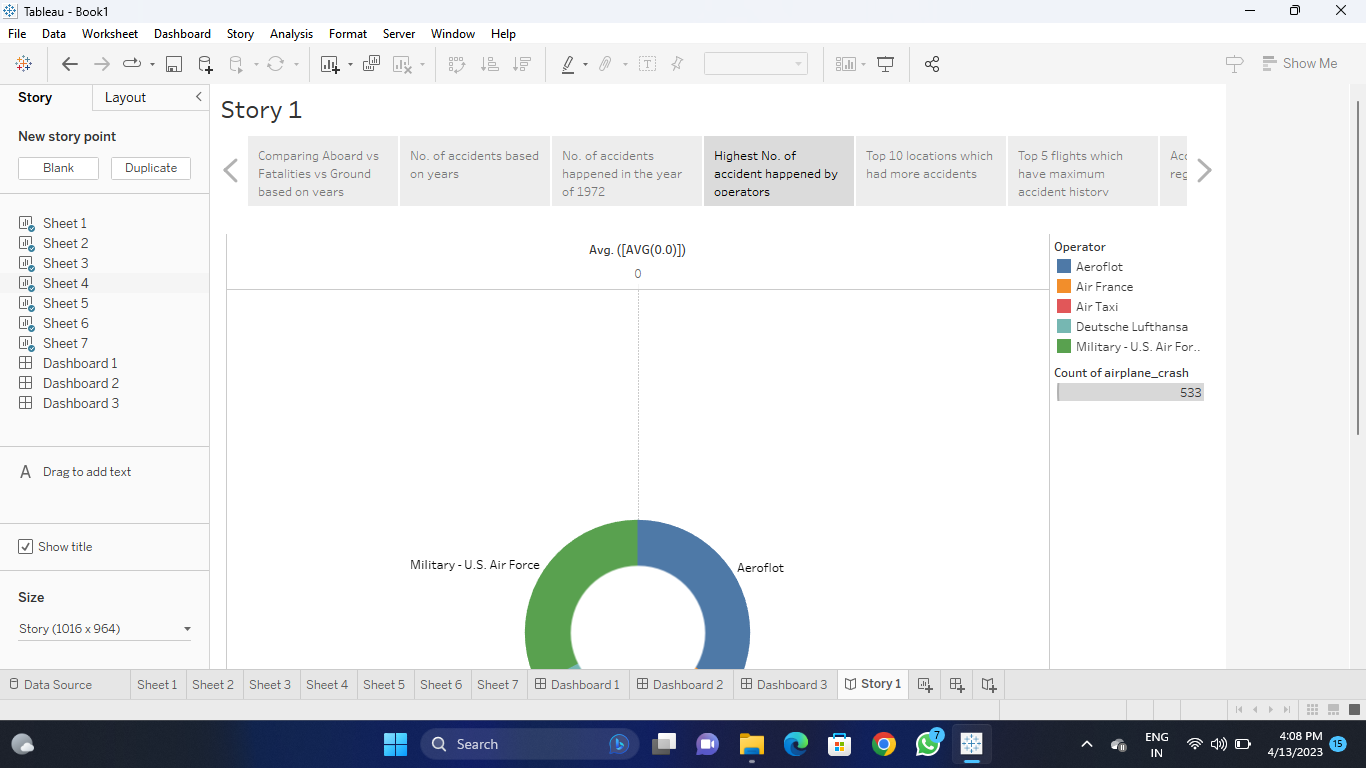 Tableau - Book1
File Data Worksheet Dashboard Story Analysis Format Server Window Help
Show Me
Story Layout
New story point
Blank Duplicate
Sheet 1
Sheet 2
Sheet 3
Sheet 4
Sheet 5
Sheet 6
Sheet 7
Dashboard 1
Dashboard 2
Dashboard 3
A Drag to add text
Show title
Size
Story (1016 x 964)
Story 1
Comparing Aboard vs
Fatalities vs Ground
based on years
No. of accidents based
on years
No. of accidents
happened in the year
of 1972
Highest No. of
accident happened by
operators
Top 10 locations which
had more accidents
Top 5 flights which
have maximum
accident history
Avg. ([AVG(0.0)])
0
Military - U.S. Air Force
Aeroflot
Operator
Aeroflot
Air France
Air Taxi
Deutsche Lufthansa
Military - U.S. Air For..
Count of airplane_crash
533
Data Source Sheet 1 Sheet 2 Sheet 3 Sheet 4 Sheet 5 Sheet 6 Sheet 7 Dashboard 1 Dashboard 2 Dashboard 3 Story 1
Search
7
ENG
IN
4:08 PM
4/13/2023
15